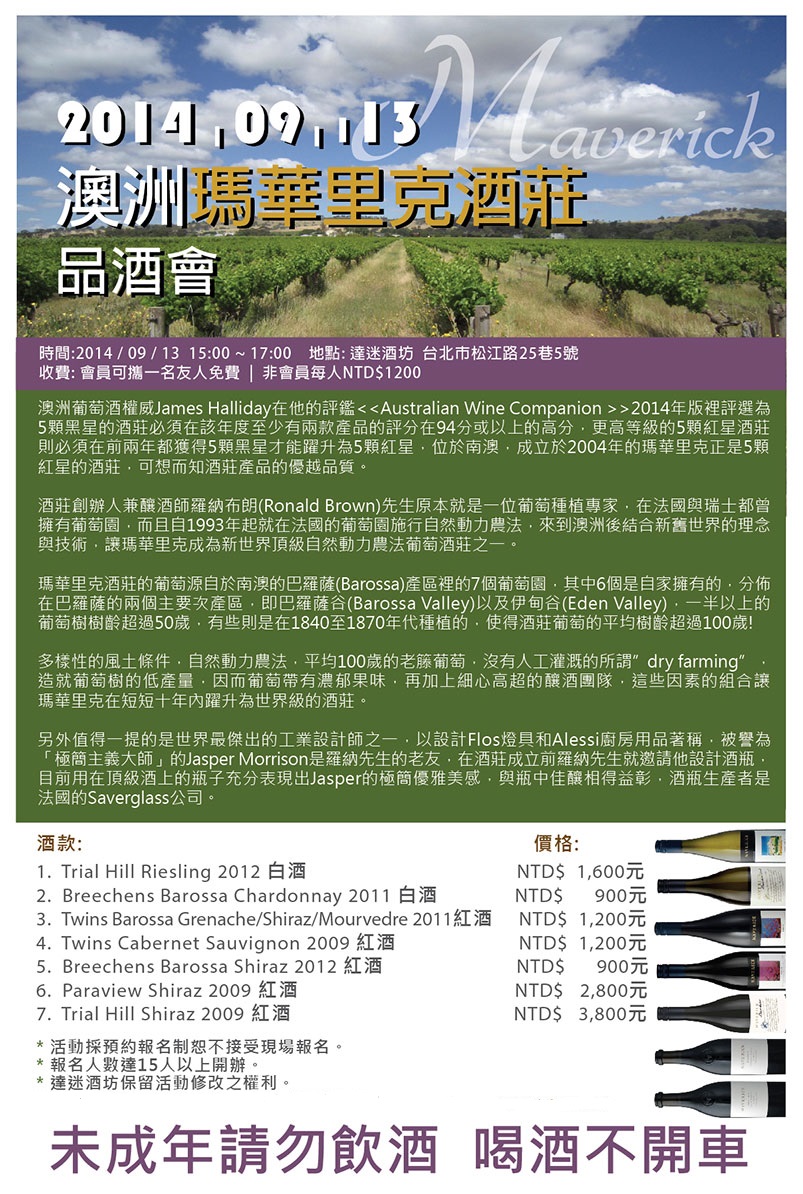 Maverick
2014.09.13
澳洲瑪華里克酒莊
品酒會
時間:2014 / 09 / 13 15:00 ~ 17:00 地點: 達迷酒坊 台北市松江路25巷5號
收費: 會員可攜一名友人免費 | 非會員每人NTD$1200
澳洲葡萄酒權威James Halliday在他的評鑑<<Australian Wine Companion >>2014年版裡評選為
5顆黑星的酒莊必須在該年度至少有兩款產品的評分在94分或以上的高分，更高等級的5顆紅星酒莊
則必須在前兩年都獲得5顆黑星才能躍升為5顆紅星，位於南澳，成立於2004年的瑪華里克正是5顆
紅星的酒莊，可想而知酒莊產品的優越品質。
酒莊創辦人兼釀酒師羅納布朗(Ronald Brown)先生原本就是一位葡萄種植專家，在法國與瑞士都曾
擁有葡萄園，而且自1993年起就在法國的葡萄園施行自然動力農法，來到澳洲後結合新舊世界的理念
與技術，讓瑪華里克成為新世界頂級自然動力農法葡萄酒莊之一。
瑪華里克酒莊的葡萄源自於南澳的巴羅薩(Barossa)產區裡的7個葡萄園，其中6個是自家擁有的，分佈
在巴羅薩的兩個主要次產區，即巴羅薩谷(Barossa Valley)以及伊甸谷(Eden Valley)，一半以上的
葡萄樹樹齡超過50歲，有些則是在1840至1870年代種植的，使得酒莊葡萄的平均樹齡超過100歲!
多樣性的風土條件，自然動力農法，平均100歲的老籐葡萄，沒有人工灌溉的所謂”dry farming”，
造就葡萄樹的低產量，因而葡萄帶有濃郁果味，再加上細心高超的釀酒團隊，這些因素的組合讓
瑪華里克在短短十年內躍升為世界級的酒莊。
另外值得一提的是世界最傑出的工業設計師之一，以設計Flos燈具和Alessi廚房用品著稱，被譽為
「極簡主義大師」的Jasper Morrison是羅納先生的老友，在酒莊成立前羅納先生就邀請他設計酒瓶，
目前用在頂級酒上的瓶子充分表現出Jasper的極簡優雅美感，與瓶中佳釀相得益彰，酒瓶生產者是
法國的Saverglass公司。
酒款: 價格:
1. Trial Hill Riesling 2012 白酒 NTD$ 1,600元
2. Breechens Barossa Chardonnay 2011 白酒 NTD$ 900元
3. Twins Barossa Grenache/Shiraz/Mourvedre 2011紅酒 NTD$ 1,200元
4. Twins Cabernet Sauvignon 2009 紅酒 NTD$ 1,200元
5. Breechens Barossa Shiraz 2012 紅酒 NTD$ 900元
6. Paraview Shiraz 2009 紅酒 NTD$ 2,800元
7. Trial Hill Shiraz 2009 紅酒 NTD$ 3,800元
* 活動採預約報名制恕不接受現場報名。
* 報名人數達15人以上開辦。
* 達迷酒坊保留活動修改之權利。
未成年請勿飲酒 喝酒不開車